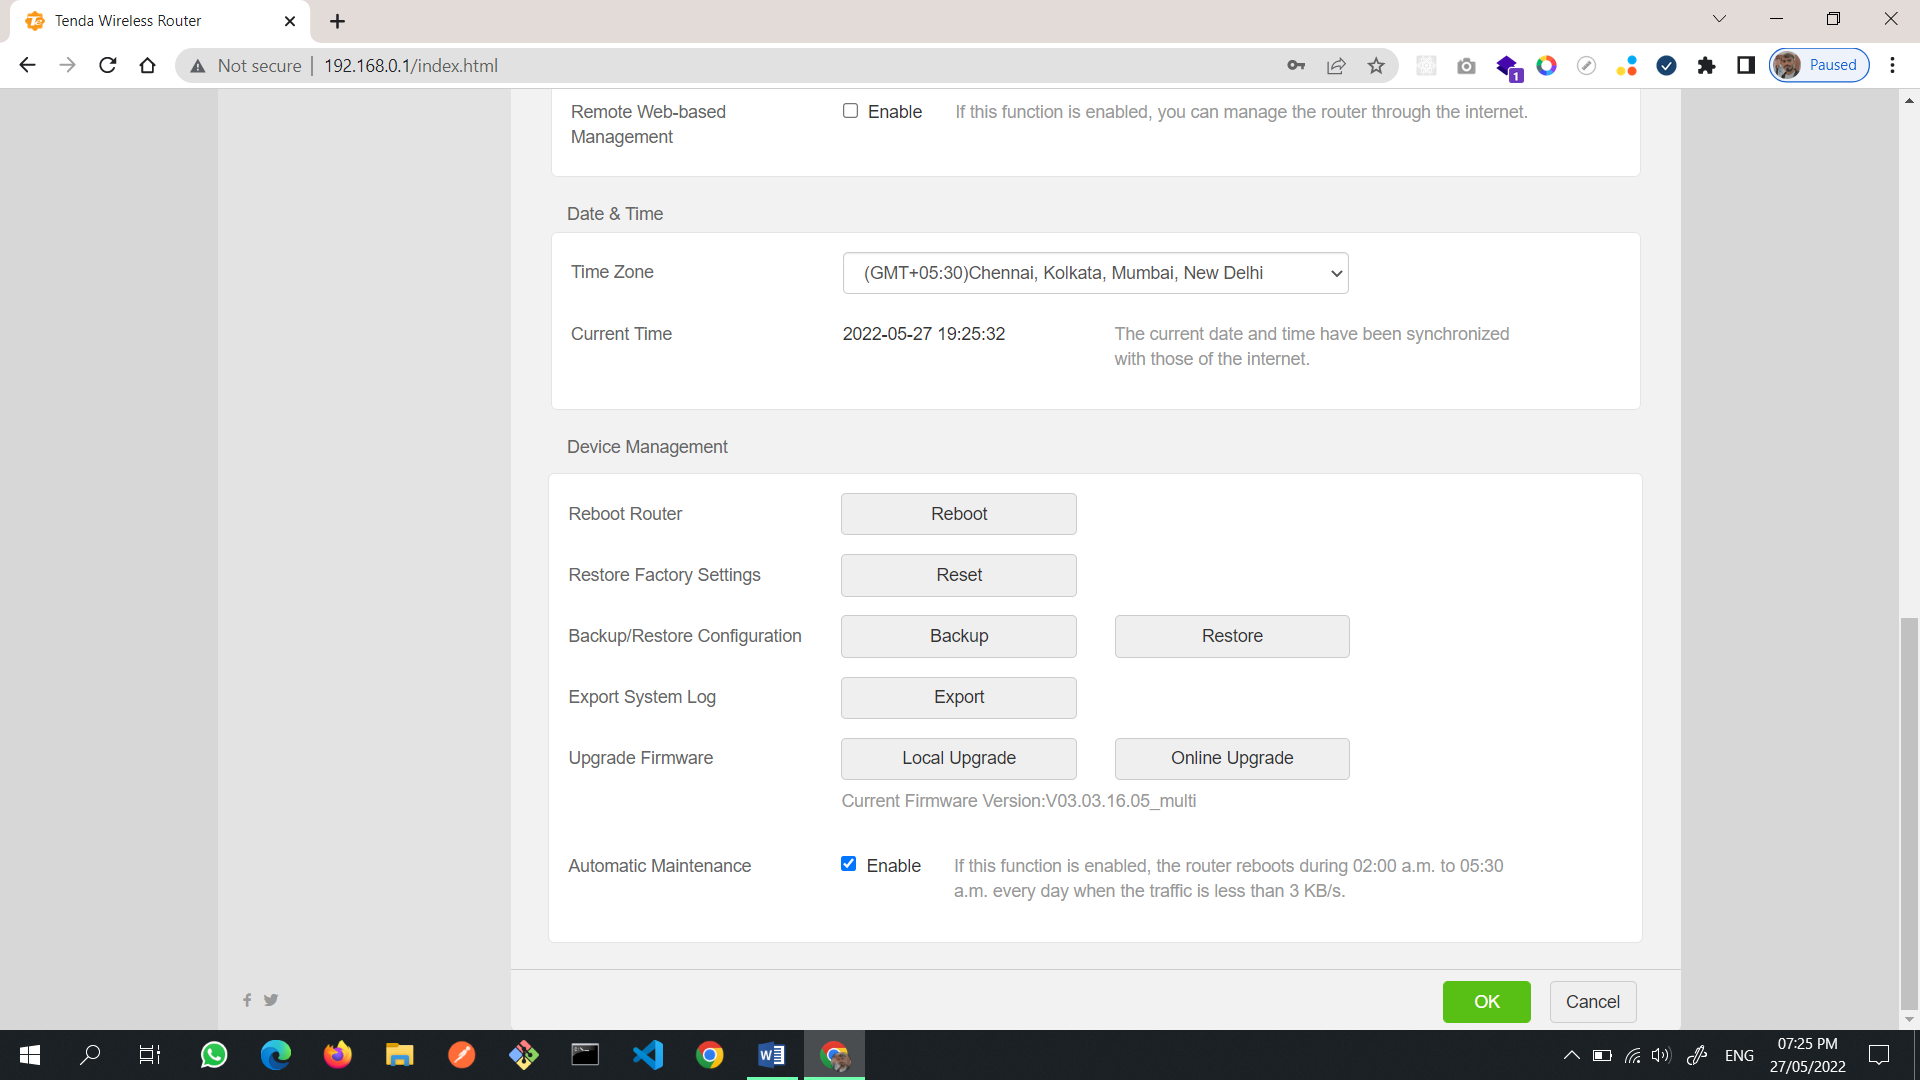 Tenda Wireless Router
Not secure | 192.168.0.1/index.html
1
Paused
Remote Web-based
Management
Enable
If this function is enabled, you can manage the router through the internet.
Date & Time
Time Zone
(GMT+05:30)Chennai, Kolkata, Mumbai, New Delhi
Current Time
2022-05-27 19:25:32
The current date and time have been synchronized
with those of the internet.
Device Management
Reboot Router
Reboot
Restore Factory Settings
Reset
Backup/Restore Configuration
Backup
Restore
Export System Log
Export
Upgrade Firmware
Local Upgrade
Online Upgrade
Current Firmware Version:V03.03.16.05_multi
Automatic Maintenance
Enable
If this function is enabled, the router reboots during 02:00 a.m. to 05:30
a.m. every day when the traffic is less than 3 KB/s.
OK
Cancel
ENG
07:25 PM
27/05/2022